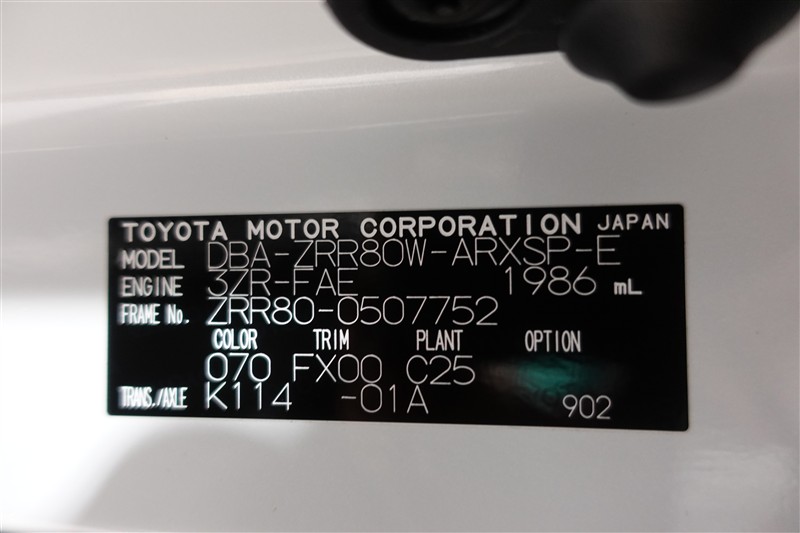 TOYOTA MOTOR CORPORATION JAPAN
MODEL DBA-ZRR80W-ARXSP-E
ENGINE 3ZR-FAE 1986 mL
FRAME No. ZRR80-0507752
COLOR TRIM PLANT OPTION
070 FX00 C25
TRANS./AXLE K114 -01A 902